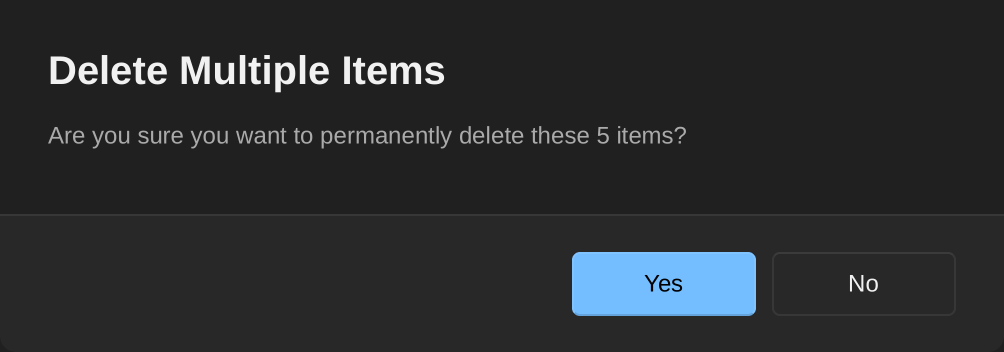 Delete Multiple Items
Are you sure you want to permanently delete these 5 items?
Yes
No